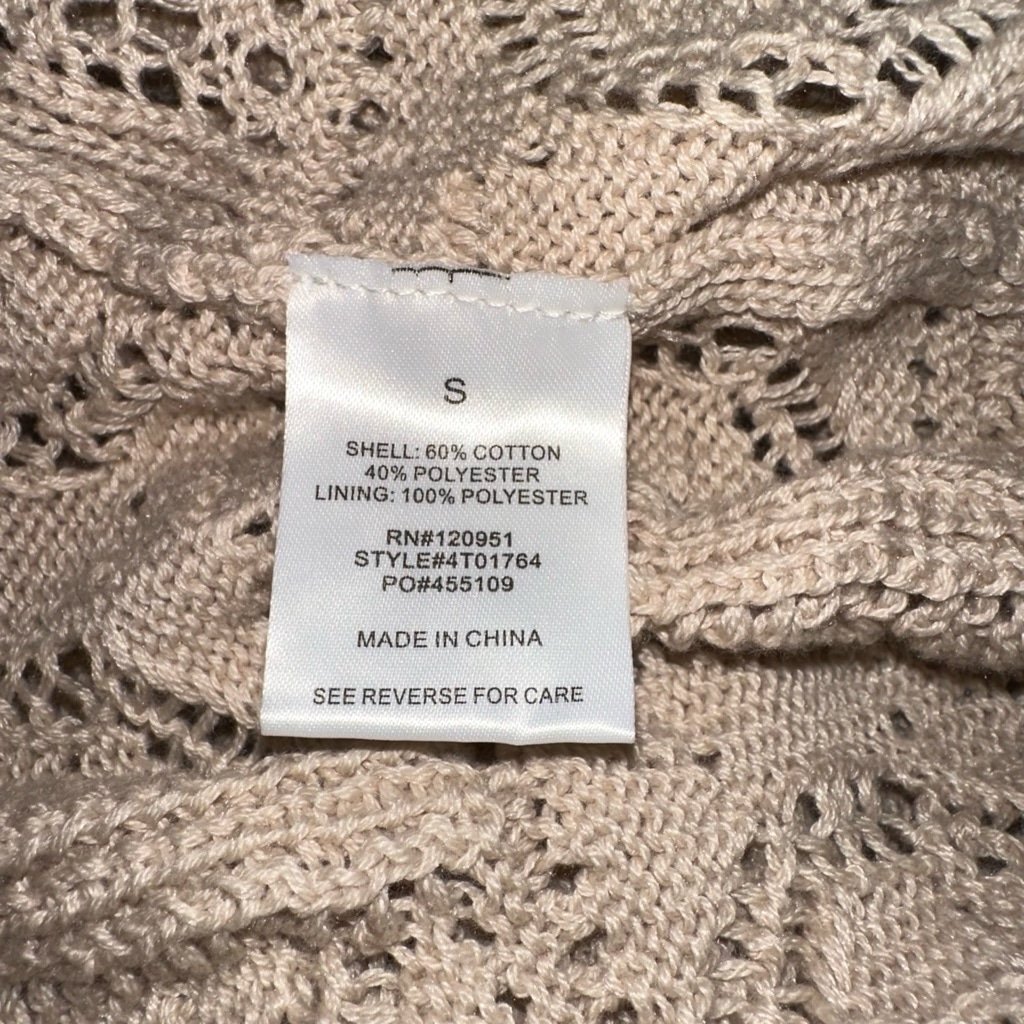 S
SHELL: 60% COTTON
40% POLYESTER
LINING: 100% POLYESTER
RN#120951
STYLE#4T01764
PO#455109
MADE IN CHINA
SEE REVERSE FOR CARE